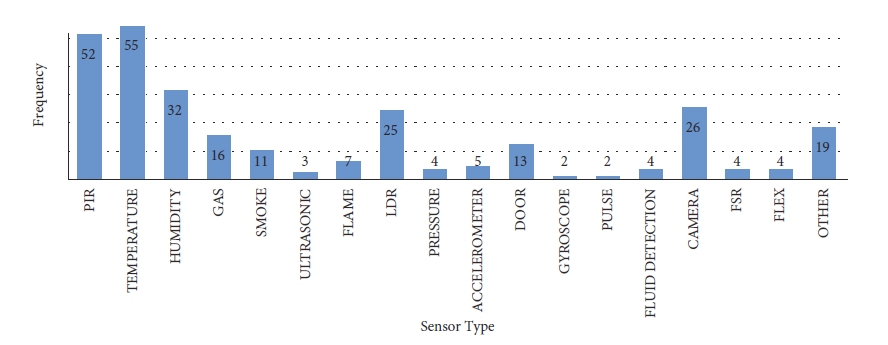 Frequency
52
55
32
16
11
3
7
25
4
5
13
2
2
4
26
4
4
19
PIR
TEMPERATURE
HUMIDITY
GAS
SMOKE
ULTRASONIC
FLAME
LDR
PRESSURE
ACCELEROMETER
DOOR
GYROSCOPE
PULSE
FLUID DETECTION
CAMERA
FSR
FLEX
OTHER
Sensor Type